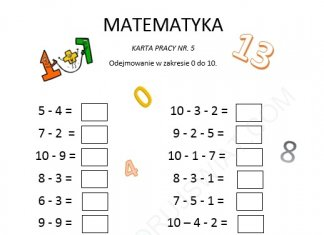 MATEMATYKA
KARTA PRACY NR. 5
Odejmowanie w zakresie 0 do 10.
1+1
13
0
4
8
5 - 4 =
10 - 3 - 2 =
7 - 2 =
9 - 2 - 5 =
10 - 9 =
10 - 1 - 7 =
8 - 3 =
8 - 3 - 1 =
6 - 3 =
7 - 5 - 1 =
9 - 9 =
10 – 4 – 2 =